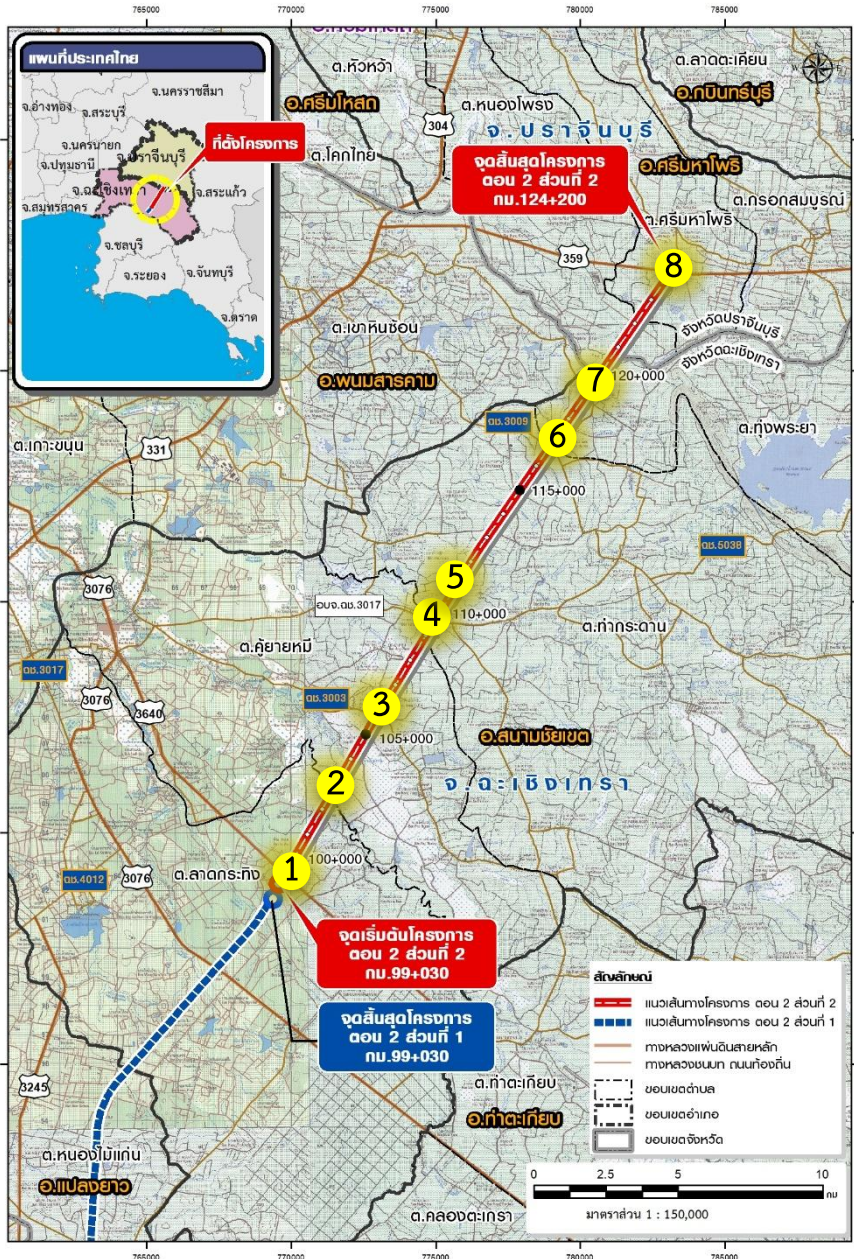 765000
770000
775000
780000
785000
แผนที่ประเทศไทย
จ.นครราชสีมา
จ.อ่างทอง
จ.สระบุรี
จ.นครนายก
จ.ปราจีนบุรี
จ.ปทุมธานี
จ.ฉะเชิงเทรา
จ.สระแก้ว
จ.สมุทรสาคร
จ.ชลบุรี
จ.ระยอง
จ.จันทบุรี
จ.ตราด
ที่ตั้งโครงการ
ต.หัวหว้า
อ.ศรีมโหสถ
ต.หนองโพรง
ต.ลาดตะเคียน
อ.กบินทร์บุรี
N
W
E
S
304
จ.ปราจีนบุรี
ต.โคกไทย
อ.ศรีมหาโพธิ
จุดสิ้นสุดโครงการ
ตอน 2 ส่วนที่ 2
กม.124+200
ต.กรอกสมบูรณ์
ต.ศรีมหาโพธิ
359
8
ต.เขาหินซ้อน
จังหวัดปราจีนบุรี
จังหวัดฉะเชิงเทรา
อ.พนมสารคาม
7
120+000
ฉช.3009
6
ต.ทุ่งพระยา
ต.เกาะขนุน
331
115+000
ฉช.5038
5
3076
อบจ.ฉช.3017
4
110+000
ต.ท่ากระดาน
ต.คู้ยายหมี
ฉช.3017
3076
ฉช.3003
3
3640
105+000
อ.สนามชัยเขต
2
จ.ฉะเชิงเทรา
1
100+000
ต.ลาดกระทิง
ฉช.4012
3076
จุดเริ่มต้นโครงการ
ตอน 2 ส่วนที่ 2
กม.99+030
จุดสิ้นสุดโครงการ
ตอน 2 ส่วนที่ 1
กม.99+030
3245
ต.ท่าตะเกียบ
อ.ท่าตะเกียบ
ต.หนองไม้แก่น
อ.แปลงยาว
ต.คลองตะเกรา
สัญลักษณ์
แนวเส้นทางโครงการ ตอน 2 ส่วนที่ 2
แนวเส้นทางโครงการ ตอน 2 ส่วนที่ 1
ทางหลวงแผ่นดินสายหลัก
ทางหลวงชนบท ถนนท้องถิ่น
ขอบเขตตำบล
ขอบเขตอำเภอ
ขอบเขตจังหวัด
0 2.5 5 10
กม
มาตราส่วน 1 : 150,000
765000
770000
775000
780000
785000